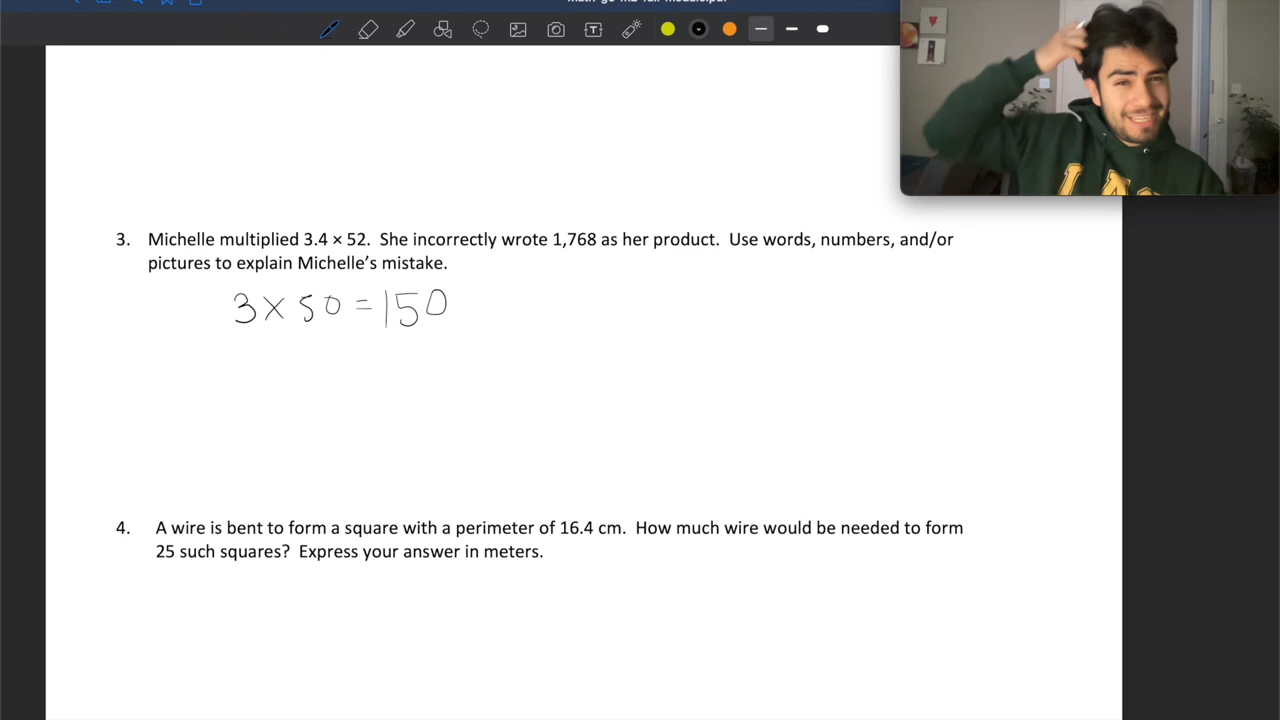 3. Michelle multiplied 3.4 × 52. She incorrectly wrote 1,768 as her product. Use words, numbers, and/or
pictures to explain Michelle's mistake.
3 × 50 = 150
4. A wire is bent to form a square with a perimeter of 16.4 cm. How much wire would be needed to form
25 such squares? Express your answer in meters.